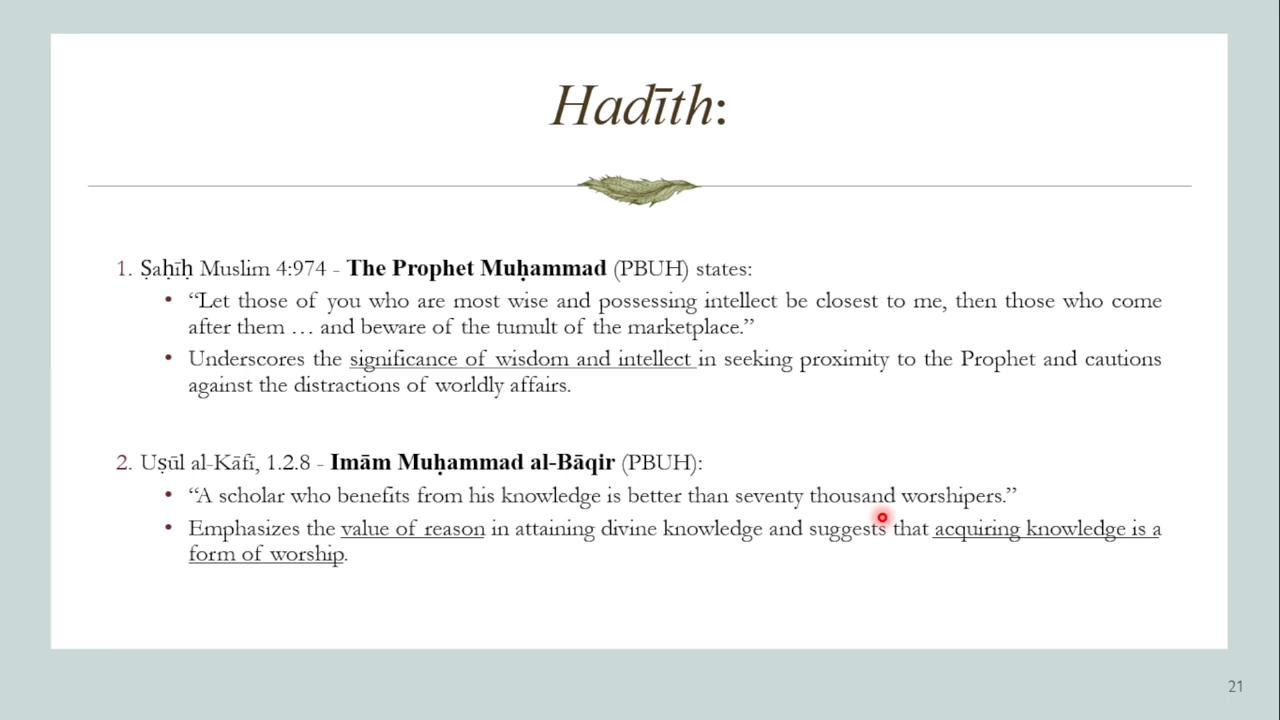 Hadīth:
1. Ṣaḥīḥ Muslim 4:974 - The Prophet Muḥammad (PBUH) states:
• “Let those of you who are most wise and possessing intellect be closest to me, then those who come
after them … and beware of the tumult of the marketplace.”
• Underscores the significance of wisdom and intellect in seeking proximity to the Prophet and cautions
against the distractions of worldly affairs.
2. Uṣūl al-Kāfī, 1.2.8 - Imām Muḥammad al-Bāqir (PBUH):
• “A scholar who benefits from his knowledge is better than seventy thousand worshipers.”
• Emphasizes the value of reason in attaining divine knowledge and suggests that acquiring knowledge is a
form of worship.
21